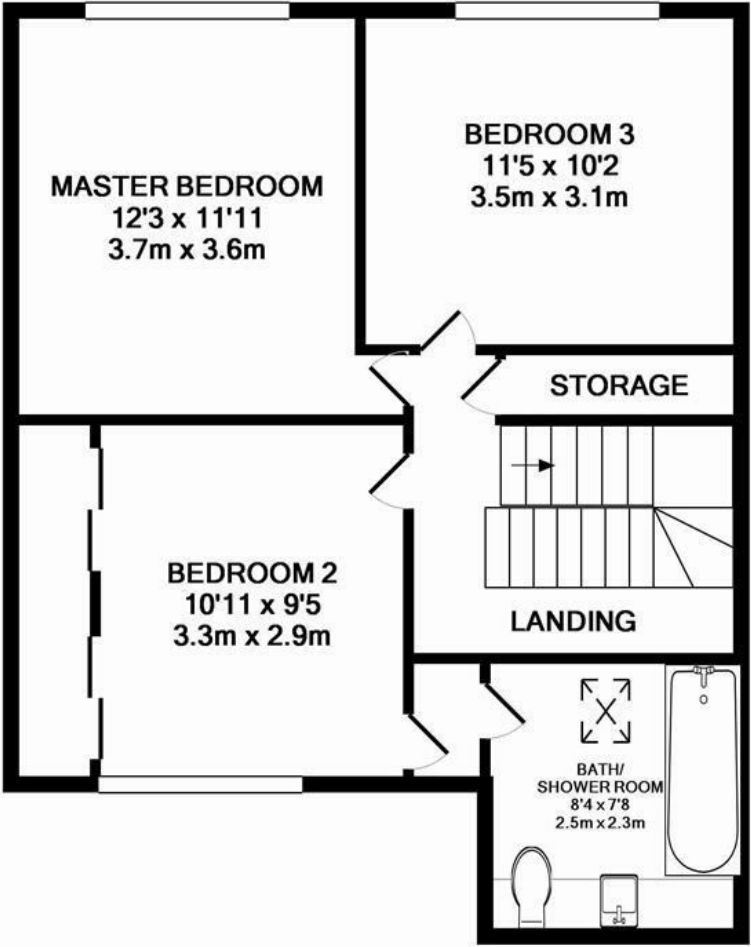 MASTER BEDROOM
12'3 x 11'11
3.7m x 3.6m
BEDROOM 3
11'5 x 10'2
3.5m x 3.1m
STORAGE
BEDROOM 2
10'11 x 9'5
3.3m x 2.9m
LANDING
BATH/
SHOWER ROOM
8'4 x 7'8
2.5m x 2.3m